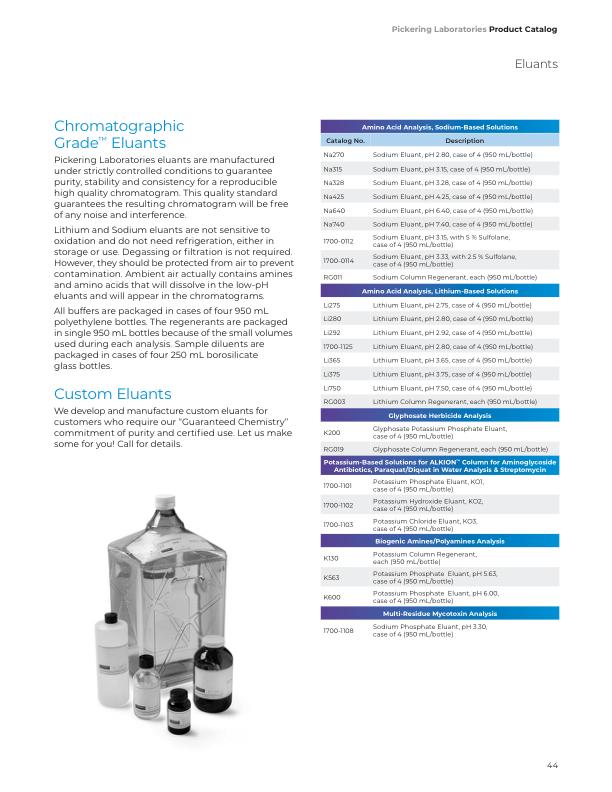 Pickering Laboratories Product Catalog
Eluants
Chromatographic
Grade™ Eluants
Pickering Laboratories eluants are manufactured
under strictly controlled conditions to guarantee
purity, stability and consistency for a reproducible
high quality chromatogram. This quality standard
guarantees the resulting chromatogram will be free
of any noise and interference.
Lithium and Sodium eluants are not sensitive to
oxidation and do not need refrigeration, either in
storage or use. Degassing or filtration is not required.
However, they should be protected from air to prevent
contamination. Ambient air actually contains amines
and amino acids that will dissolve in the low-pH
eluants and will appear in the chromatograms.
All buffers are packaged in cases of four 950 mL
polyethylene bottles. The regenerants are packaged
in single 950 mL bottles because of the small volumes
used during each analysis. Sample diluents are
packaged in cases of four 250 mL borosilicate
glass bottles.
Custom Eluants
We develop and manufacture custom eluants for
customers who require our “Guaranteed Chemistry”
commitment of purity and certified use. Let us make
some for you! Call for details.
Amino Acid Analysis, Sodium-Based Solutions
Catalog No. Description
Na270 Sodium Eluant, pH 2.80, case of 4 (950 mL/bottle)
Na315 Sodium Eluant, pH 3.15, case of 4 (950 mL/bottle)
Na328 Sodium Eluant, pH 3.28, case of 4 (950 mL/bottle)
Na425 Sodium Eluant, pH 4.25, case of 4 (950 mL/bottle)
Na640 Sodium Eluant, pH 6.40, case of 4 (950 mL/bottle)
Na740 Sodium Eluant, pH 7.40, case of 4 (950 mL/bottle)
1700-0112 Sodium Eluant, pH 3.15, with 5 % Sulfolane,
case of 4 (950 mL/bottle)
1700-0114 Sodium Eluant, pH 3.33, with 2.5 % Sulfolane,
case of 4 (950 mL/bottle)
RG011 Sodium Column Regenerant, each (950 mL/bottle)
Amino Acid Analysis, Lithium-Based Solutions
Li275 Lithium Eluant, pH 2.75, case of 4 (950 mL/bottle)
Li280 Lithium Eluant, pH 2.80, case of 4 (950 mL/bottle)
Li292 Lithium Eluant, pH 2.92, case of 4 (950 mL/bottle)
1700-1125 Lithium Eluant, pH 2.80, case of 4 (950 mL/bottle)
Li365 Lithium Eluant, pH 3.65, case of 4 (950 mL/bottle)
Li375 Lithium Eluant, pH 3.75, case of 4 (950 mL/bottle)
Li750 Lithium Eluant, pH 7.50, case of 4 (950 mL/bottle)
RG003 Lithium Column Regenerant, each (950 mL/bottle)
Glyphosate Herbicide Analysis
K200 Glyphosate Potassium Phosphate Eluant,
case of 4 (950 mL/bottle)
RG019 Glyphosate Column Regenerant, each (950 mL/bottle)
Potassium-Based Solutions for ALKION™ Column for Aminoglycoside
Antibiotics, Paraquat/Diquat in Water Analysis & Streptomycin
1700-1101 Potassium Phosphate Eluant, KO1,
case of 4 (950 mL/bottle)
1700-1102 Potassium Hydroxide Eluant, KO2,
case of 4 (950 mL/bottle)
1700-1103 Potassium Chloride Eluant, KO3,
case of 4 (950 mL/bottle)
Biogenic Amines/Polyamines Analysis
K130 Potassium Column Regenerant,
each (950 mL/bottle)
K563 Potassium Phosphate Eluant, pH 5.63,
case of 4 (950 mL/bottle)
K600 Potassium Phosphate Eluant, pH 6.00,
case of 4 (950 mL/bottle)
Multi-Residue Mycotoxin Analysis
1700-1108 Sodium Phosphate Eluant, pH 3.30,
case of 4 (950 mL/bottle)
44